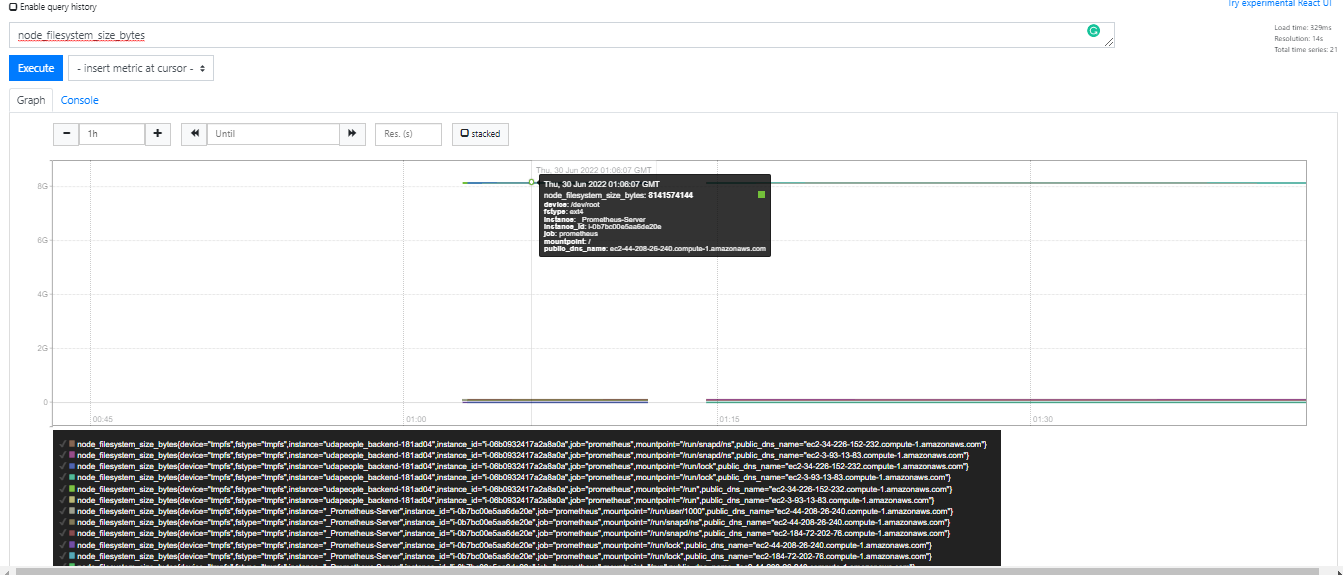 Enable query history
Try experimental React UI
node_filesystem_size_bytes
Load time: 329ms
Resolution: 14s
Total time series: 21
Execute
- insert metric at cursor -
Graph
Console
− 1h + Until Res. (s) stacked
Thu, 30 Jun 2022 01:06:07 GMT
Thu, 30 Jun 2022 01:06:07 GMT
node_filesystem_size_bytes: 8141574144
device: /dev/root
fstype: ext4
instance: _Prometheus-Server
instance_id: i-0b7bc00e5aa6de20e
job: prometheus
mountpoint: /
public_dns_name: ec2-44-208-26-240.compute-1.amazonaws.com
8G
6G
4G
2G
0
00:45 01:00 01:15 01:30
node_filesystem_size_bytes{device="tmpfs",fstype="tmpfs",instance="udapeople_backend-181ad04",instance_id="i-06b0932417a2a8a0a",job="prometheus",mountpoint="/run/snapd/ns",public_dns_name="ec2-34-226-152-232.compute-1.amazonaws.com"}
node_filesystem_size_bytes{device="tmpfs",fstype="tmpfs",instance="udapeople_backend-181ad04",instance_id="i-06b0932417a2a8a0a",job="prometheus",mountpoint="/run/snapd/ns",public_dns_name="ec2-3-93-13-83.compute-1.amazonaws.com"}
node_filesystem_size_bytes{device="tmpfs",fstype="tmpfs",instance="udapeople_backend-181ad04",instance_id="i-06b0932417a2a8a0a",job="prometheus",mountpoint="/run/lock",public_dns_name="ec2-34-226-152-232.compute-1.amazonaws.com"}
node_filesystem_size_bytes{device="tmpfs",fstype="tmpfs",instance="udapeople_backend-181ad04",instance_id="i-06b0932417a2a8a0a",job="prometheus",mountpoint="/run/lock",public_dns_name="ec2-3-93-13-83.compute-1.amazonaws.com"}
node_filesystem_size_bytes{device="tmpfs",fstype="tmpfs",instance="udapeople_backend-181ad04",instance_id="i-06b0932417a2a8a0a",job="prometheus",mountpoint="/run",public_dns_name="ec2-34-226-152-232.compute-1.amazonaws.com"}
node_filesystem_size_bytes{device="tmpfs",fstype="tmpfs",instance="udapeople_backend-181ad04",instance_id="i-06b0932417a2a8a0a",job="prometheus",mountpoint="/run",public_dns_name="ec2-3-93-13-83.compute-1.amazonaws.com"}
node_filesystem_size_bytes{device="tmpfs",fstype="tmpfs",instance="_Prometheus-Server",instance_id="i-0b7bc00e5aa6de20e",job="prometheus",mountpoint="/run/user/1000",public_dns_name="ec2-44-208-26-240.compute-1.amazonaws.com"}
node_filesystem_size_bytes{device="tmpfs",fstype="tmpfs",instance="_Prometheus-Server",instance_id="i-0b7bc00e5aa6de20e",job="prometheus",mountpoint="/run/snapd/ns",public_dns_name="ec2-44-208-26-240.compute-1.amazonaws.com"}
node_filesystem_size_bytes{device="tmpfs",fstype="tmpfs",instance="_Prometheus-Server",instance_id="i-0b7bc00e5aa6de20e",job="prometheus",mountpoint="/run/snapd/ns",public_dns_name="ec2-184-72-202-76.compute-1.amazonaws.com"}
node_filesystem_size_bytes{device="tmpfs",fstype="tmpfs",instance="_Prometheus-Server",instance_id="i-0b7bc00e5aa6de20e",job="prometheus",mountpoint="/run/lock",public_dns_name="ec2-44-208-26-240.compute-1.amazonaws.com"}
node_filesystem_size_bytes{device="tmpfs",fstype="tmpfs",instance="_Prometheus-Server",instance_id="i-0b7bc00e5aa6de20e",job="prometheus",mountpoint="/run/lock",public_dns_name="ec2-184-72-202-76.compute-1.amazonaws.com"}